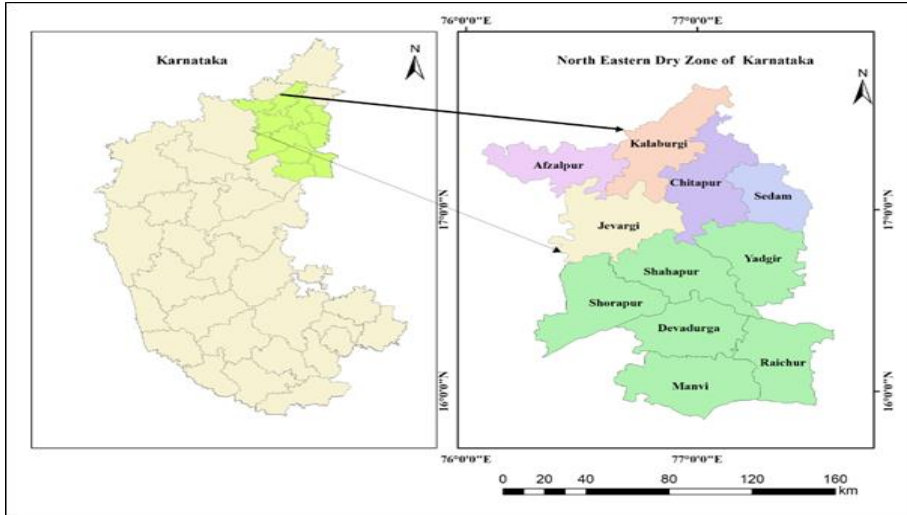 76°0'0"E
77°0'0"E
Karnataka
N
North Eastern Dry Zone of Karnataka
N
Kalaburgi
Afzalpur
Chitapur
Sedam
17°0'0"N
17°0'0"N
Jevargi
Yadgir
Shahapur
Shorapur
Devadurga
Raichur
Manvi
16°0'0"N
16°0'0"N
76°0'0"E
77°0'0"E
0 10 20 40 80 120 160
km